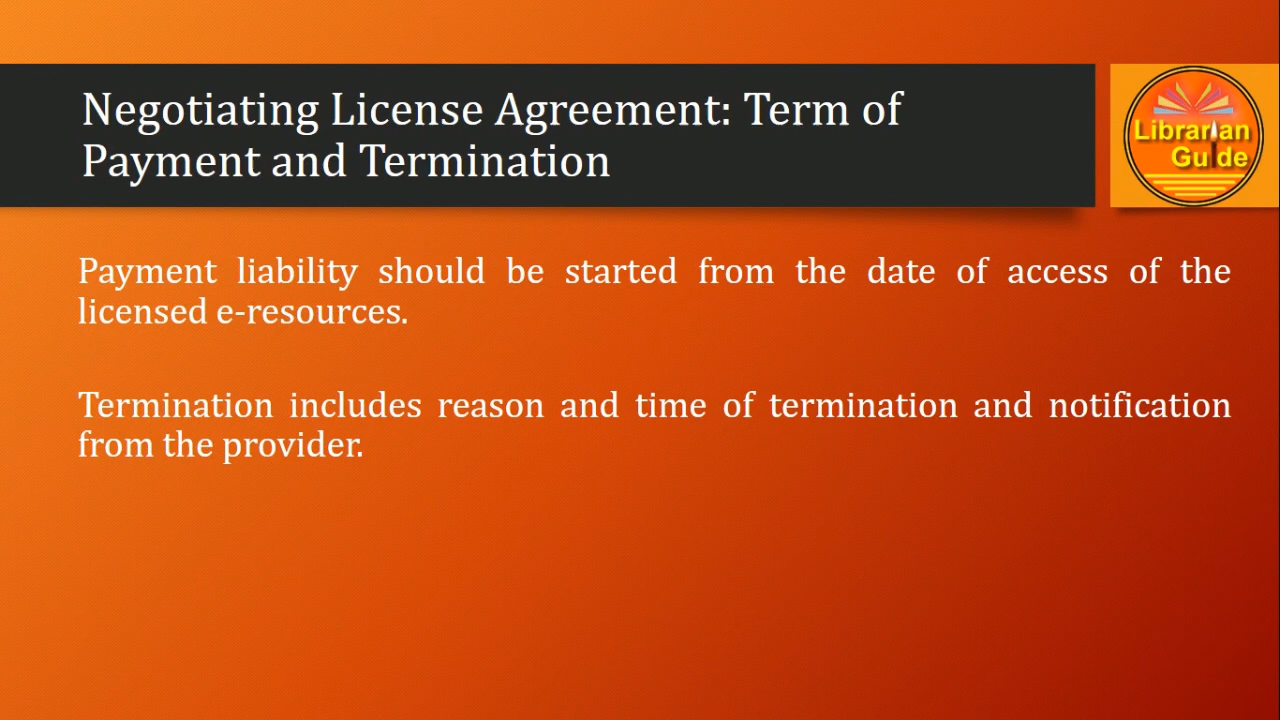 Negotiating License Agreement: Term of
Payment and Termination
Librarian
Guide
Payment liability should be started from the date of access of the
licensed e-resources.
Termination includes reason and time of termination and notification
from the provider.